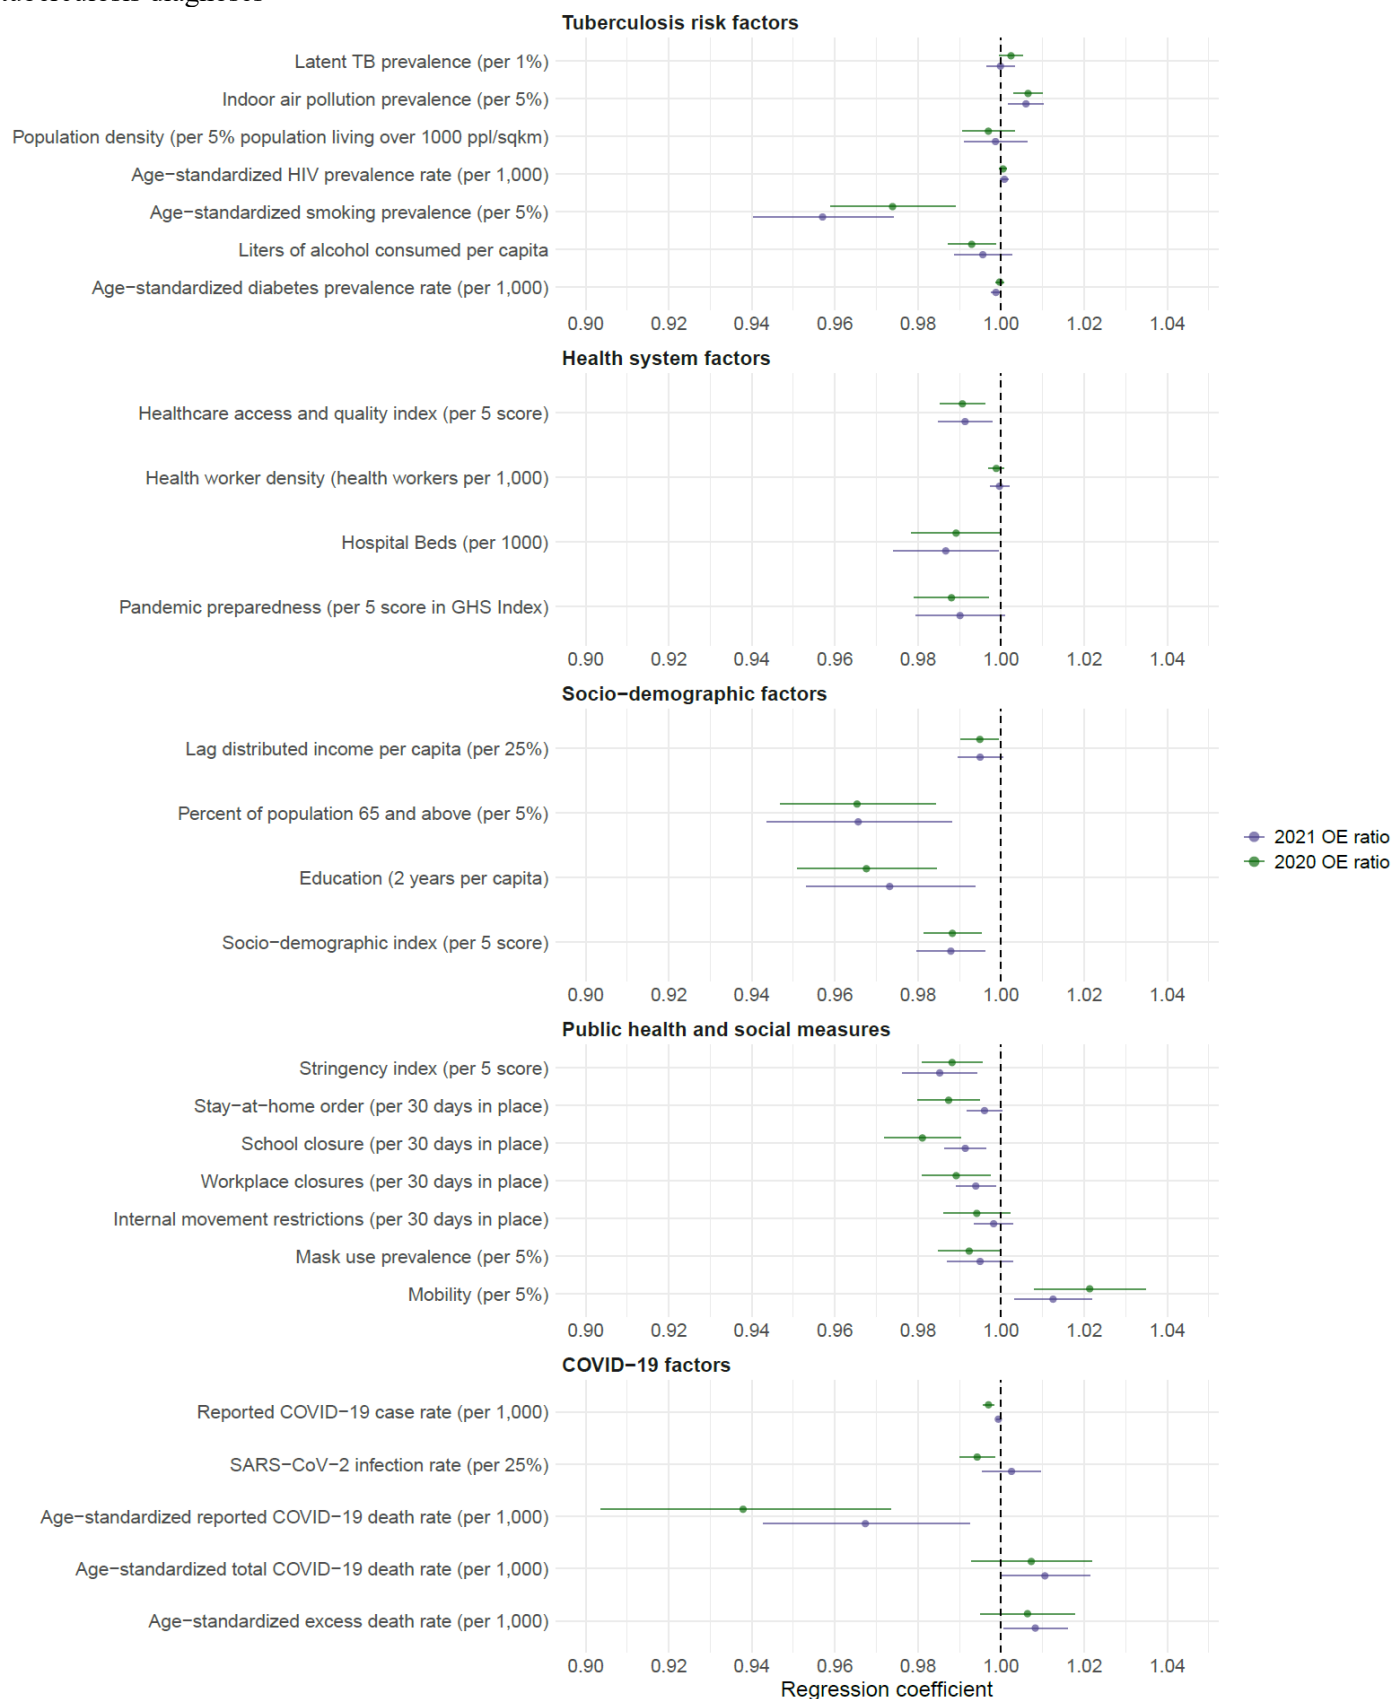 tuberculosis diagnoses
Tuberculosis risk factors
Latent TB prevalence (per 1%)
Indoor air pollution prevalence (per 5%)
Population density (per 5% population living over 1000 ppl/sqkm)
Age−standardized HIV prevalence rate (per 1,000)
Age−standardized smoking prevalence (per 5%)
Liters of alcohol consumed per capita
Age−standardized diabetes prevalence rate (per 1,000)
0.90 0.92 0.94 0.96 0.98 1.00 1.02 1.04
Health system factors
Healthcare access and quality index (per 5 score)
Health worker density (health workers per 1,000)
Hospital Beds (per 1000)
Pandemic preparedness (per 5 score in GHS Index)
0.90 0.92 0.94 0.96 0.98 1.00 1.02 1.04
Socio−demographic factors
Lag distributed income per capita (per 25%)
Percent of population 65 and above (per 5%)
Education (2 years per capita)
Socio−demographic index (per 5 score)
0.90 0.92 0.94 0.96 0.98 1.00 1.02 1.04
2021 OE ratio
2020 OE ratio
Public health and social measures
Stringency index (per 5 score)
Stay−at−home order (per 30 days in place)
School closure (per 30 days in place)
Workplace closures (per 30 days in place)
Internal movement restrictions (per 30 days in place)
Mask use prevalence (per 5%)
Mobility (per 5%)
0.90 0.92 0.94 0.96 0.98 1.00 1.02 1.04
COVID−19 factors
Reported COVID−19 case rate (per 1,000)
SARS−CoV−2 infection rate (per 25%)
Age−standardized reported COVID−19 death rate (per 1,000)
Age−standardized total COVID−19 death rate (per 1,000)
Age−standardized excess death rate (per 1,000)
0.90 0.92 0.94 0.96 0.98 1.00 1.02 1.04
Regression coefficient